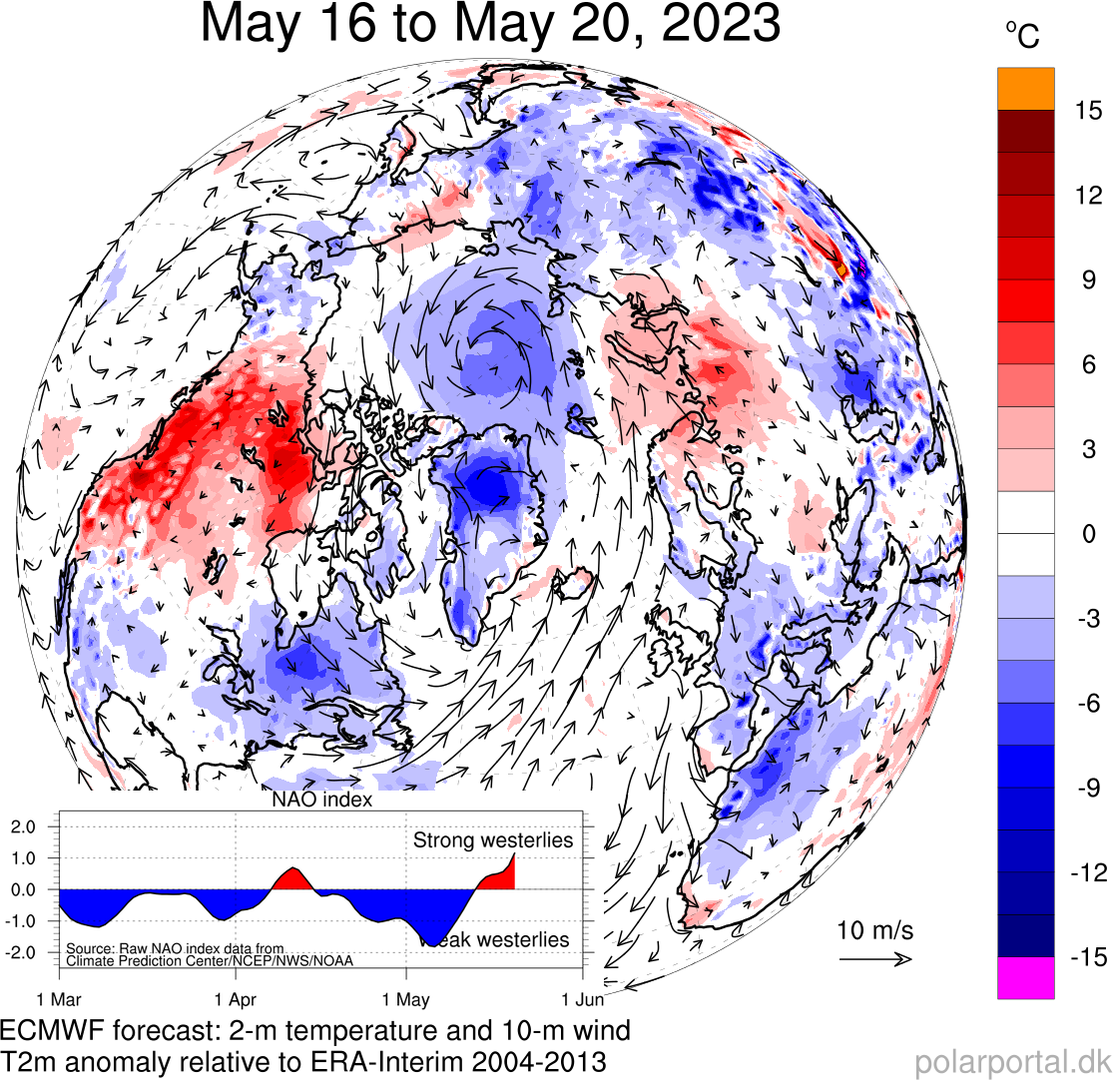 May 16 to May 20, 2023
oC
15
12
9
6
3
0
-3
-6
-9
-12
-15
NAO index
2.0
1.0
0.0
-1.0
-2.0
Strong westerlies
Weak westerlies
Source: Raw NAO index data from
Climate Prediction Center/NCEP/NWS/NOAA
1 Mar 1 Apr 1 May 1 Jun
10 m/s
ECMWF forecast: 2-m temperature and 10-m wind
T2m anomaly relative to ERA-Interim 2004-2013
polarportal.dk